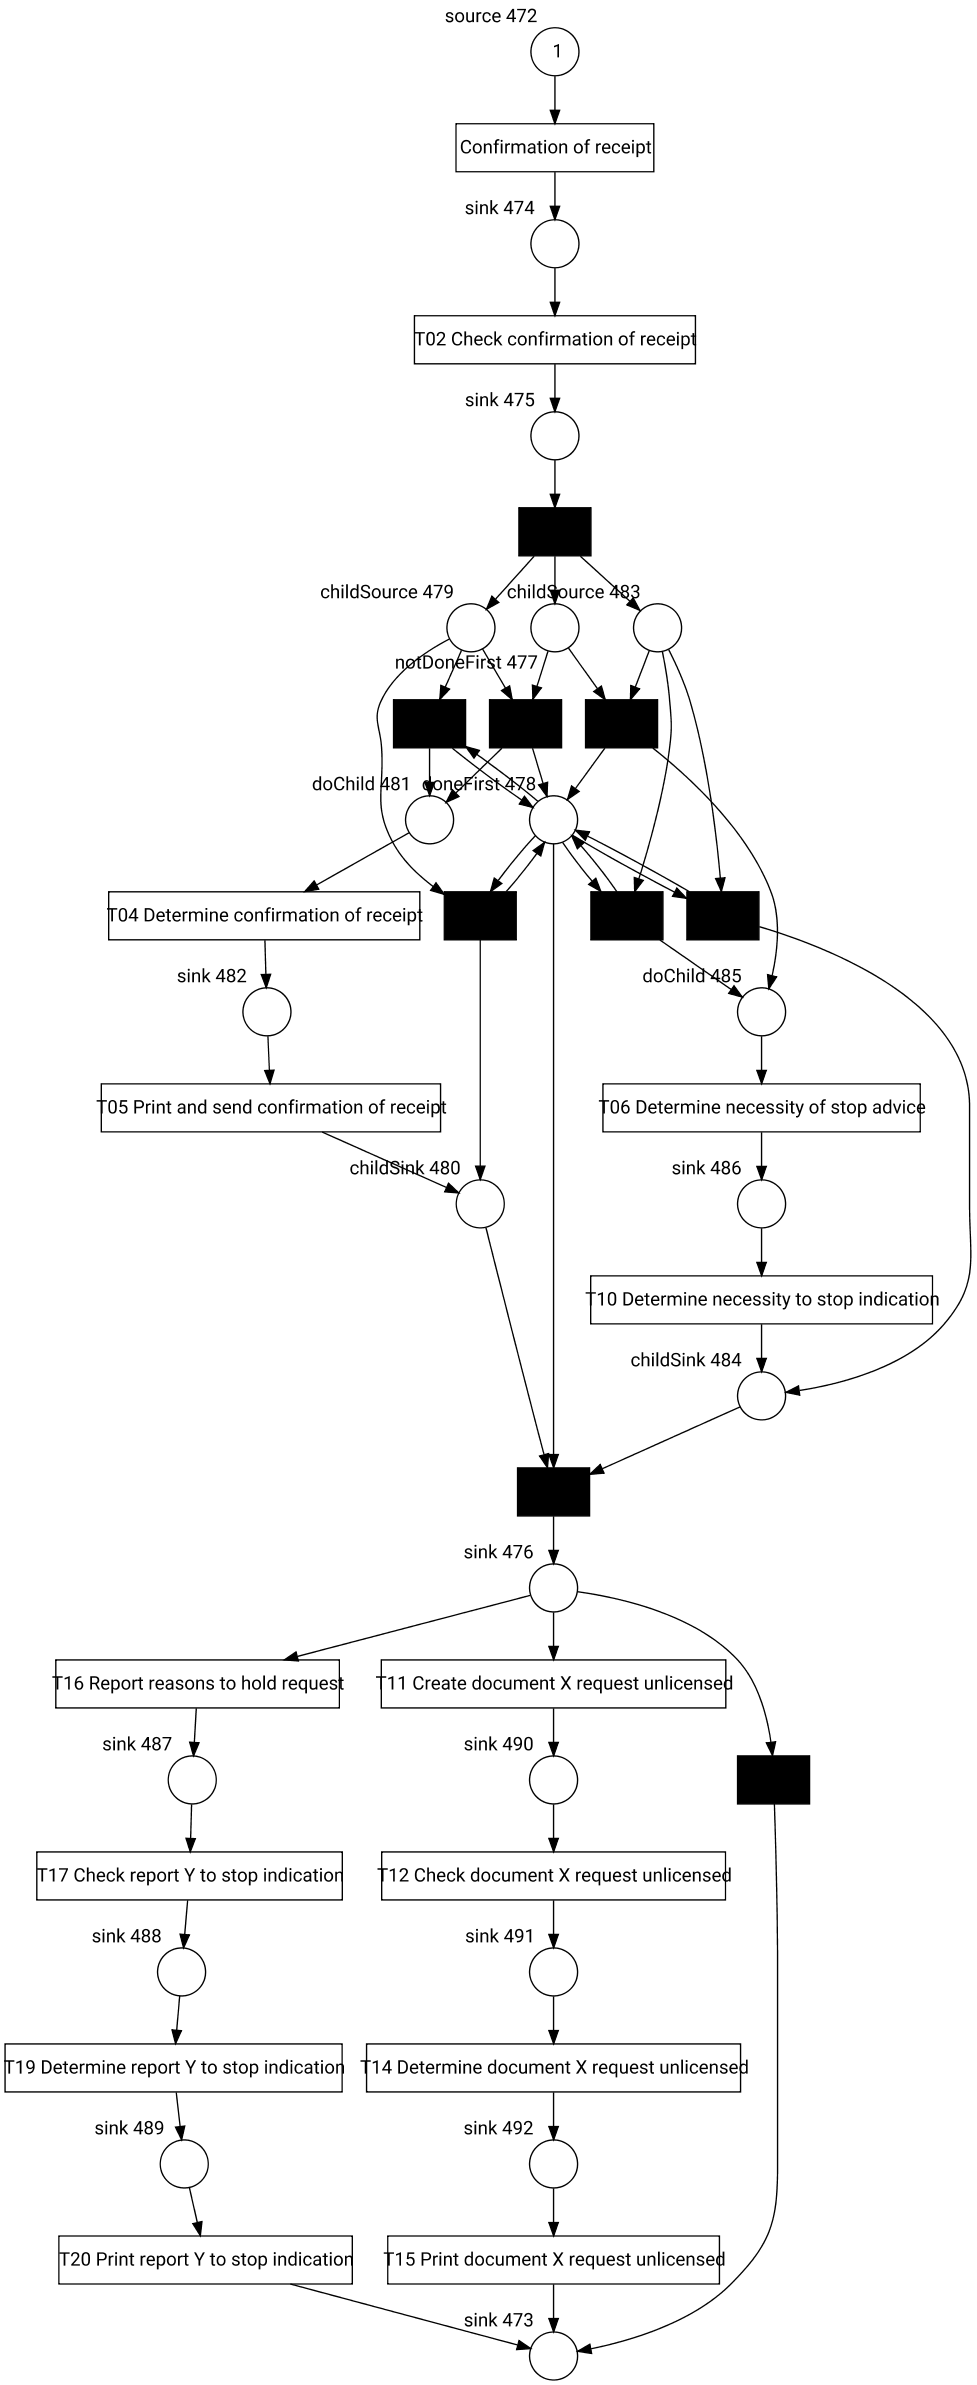 source 472
1
Confirmation of receipt
sink 474
T02 Check confirmation of receipt
sink 475
childSource 479
childSource 483
notDoneFirst 477
doChild 481
doneFirst 478
T04 Determine confirmation of receipt
sink 482
doChild 485
T05 Print and send confirmation of receipt
T06 Determine necessity of stop advice
childSink 480
sink 486
T10 Determine necessity to stop indication
childSink 484
sink 476
T16 Report reasons to hold request
T11 Create document X request unlicensed
sink 487
sink 490
T17 Check report Y to stop indication
T12 Check document X request unlicensed
sink 488
sink 491
T19 Determine report Y to stop indication
T14 Determine document X request unlicensed
sink 489
sink 492
T20 Print report Y to stop indication
T15 Print document X request unlicensed
sink 473